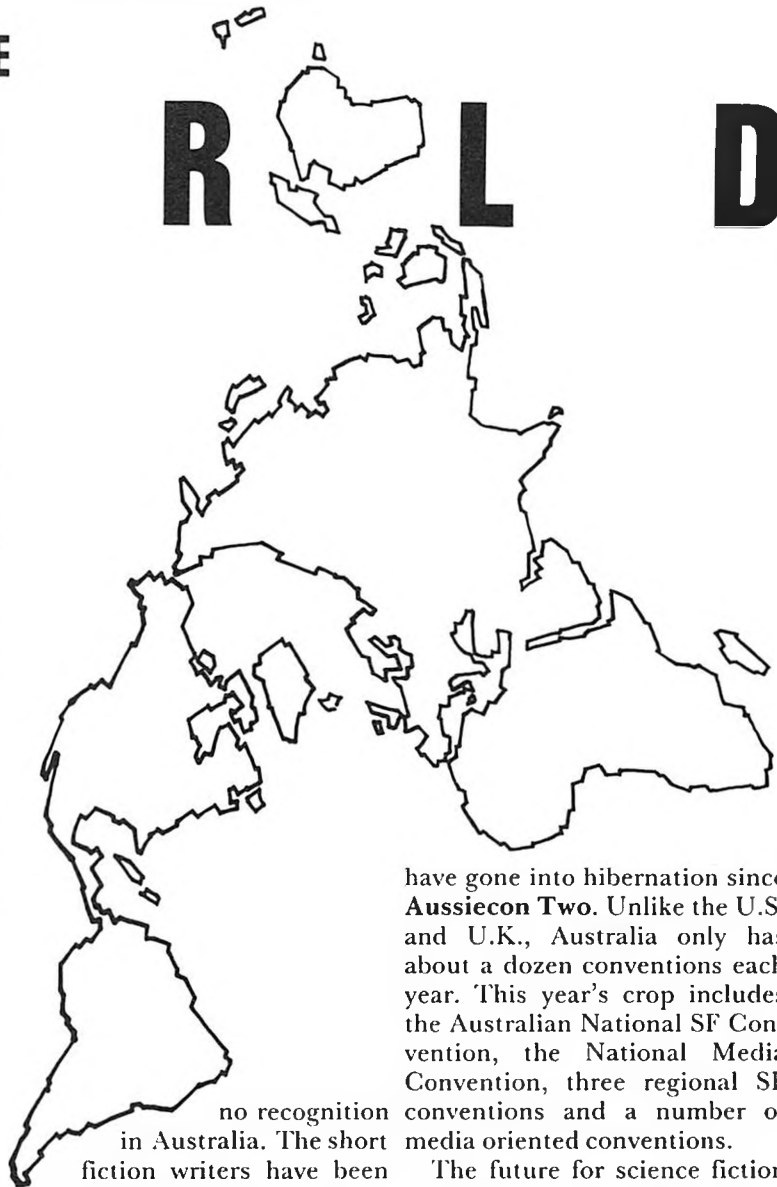 E
R L D
no recognition
in Australia. The short
fiction writers have been
have gone into hibernation since
Aussiecon Two. Unlike the U.S
and U.K., Australia only has
about a dozen conventions each
year. This year's crop includes
the Australian National SF Con
vention, the National Media
Convention, three regional SF
conventions and a number of
media oriented conventions.
The future for science fiction